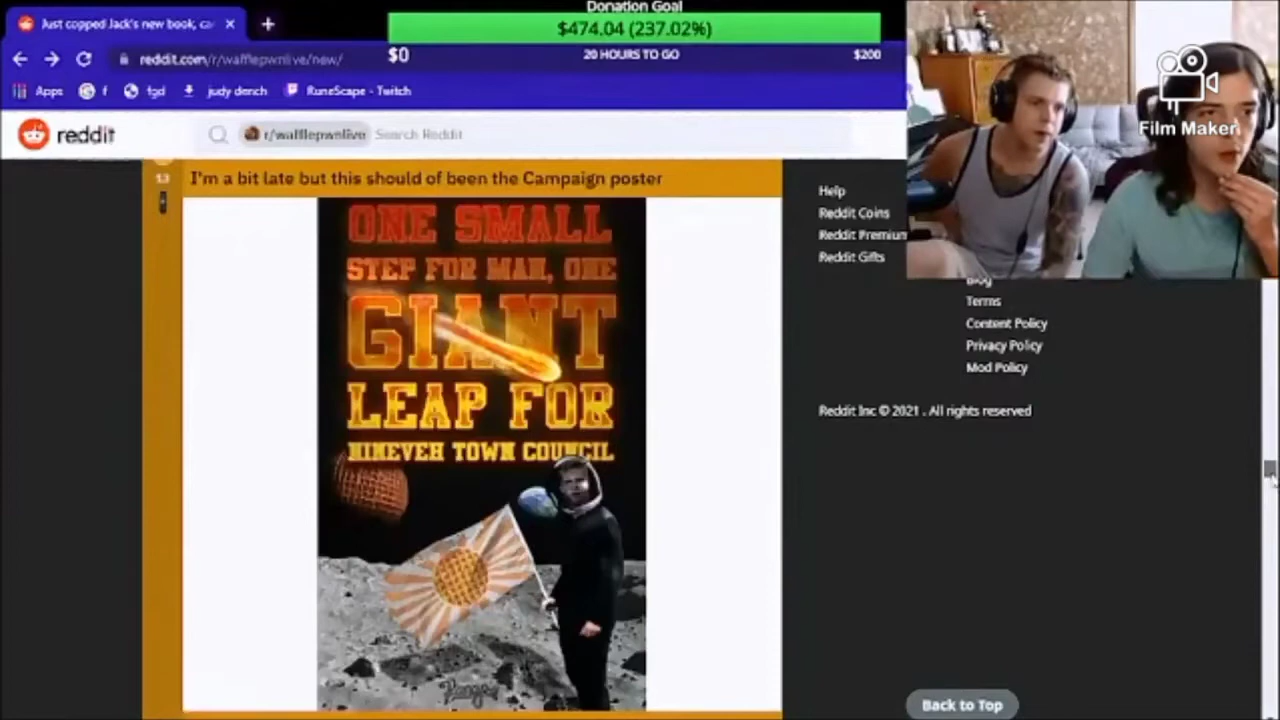 Donation Goal
Just copped Jack's new book, ca
$474.04 (237.02%)
reddit.com/r/wafflepwnlive/new/
$0
20 HOURS TO GO
$200
Apps
f
fgd
judy dench
RuneScape - Twitch
Film Maker
reddit
r/wafflepwnlive
Search Reddit
13
I'm a bit late but this should of been the Campaign poster
Help
Reddit Coins
Reddit Premium
Reddit Gifts
Blog
Terms
Content Policy
Privacy Policy
Mod Policy
Reddit Inc © 2021 . All rights reserved
ONE SMALL
STEP FOR MAN, ONE
GIANT
LEAP FOR
NINEVEH TOWN COUNCIL
Back to Top